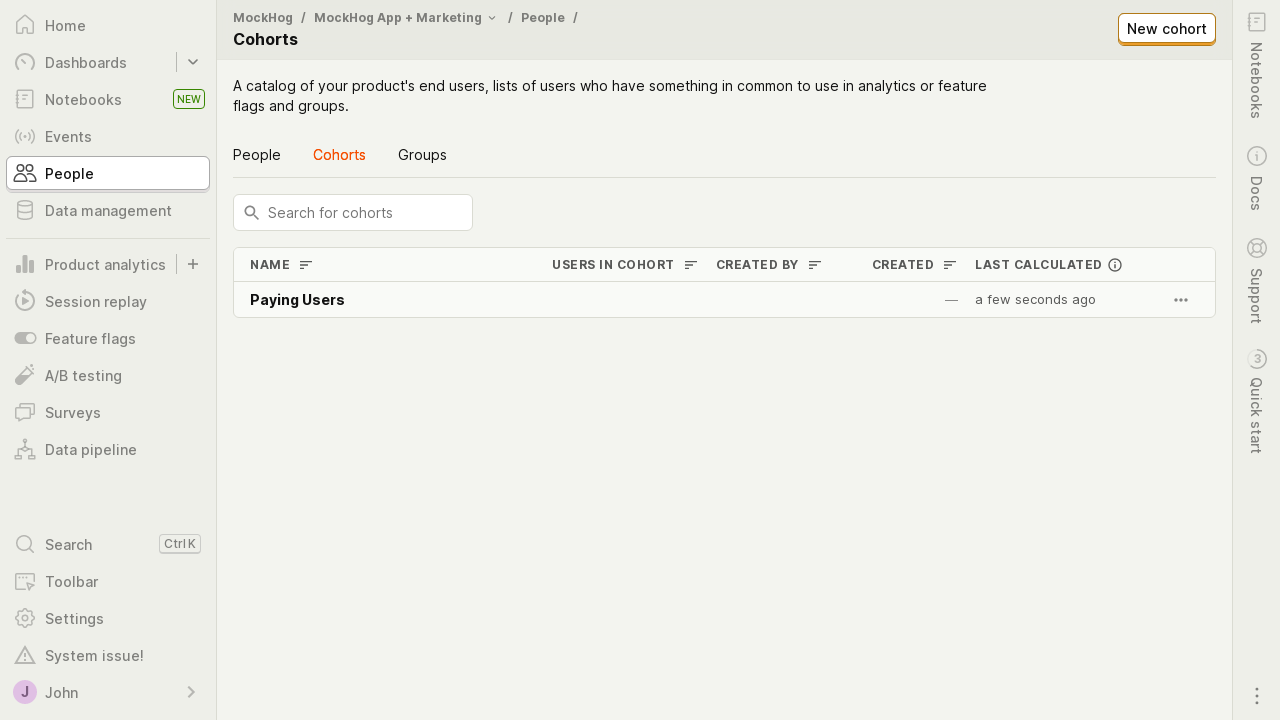 Home
Dashboards
Notebooks
NEW
Events
People
Data management
Product analytics
Session replay
Feature flags
A/B testing
Surveys
Data pipeline
Search
Ctrl K
Toolbar
Settings
System issue!
J
John
MockHog / MockHog App + Marketing / People /
Cohorts
New cohort
A catalog of your product's end users, lists of users who have something in common to use in analytics or feature
flags and groups.
People Cohorts Groups
Search for cohorts
NAME USERS IN COHORT CREATED BY CREATED LAST CALCULATED
Paying Users — a few seconds ago
Notebooks
Docs
Support
3
Quick start